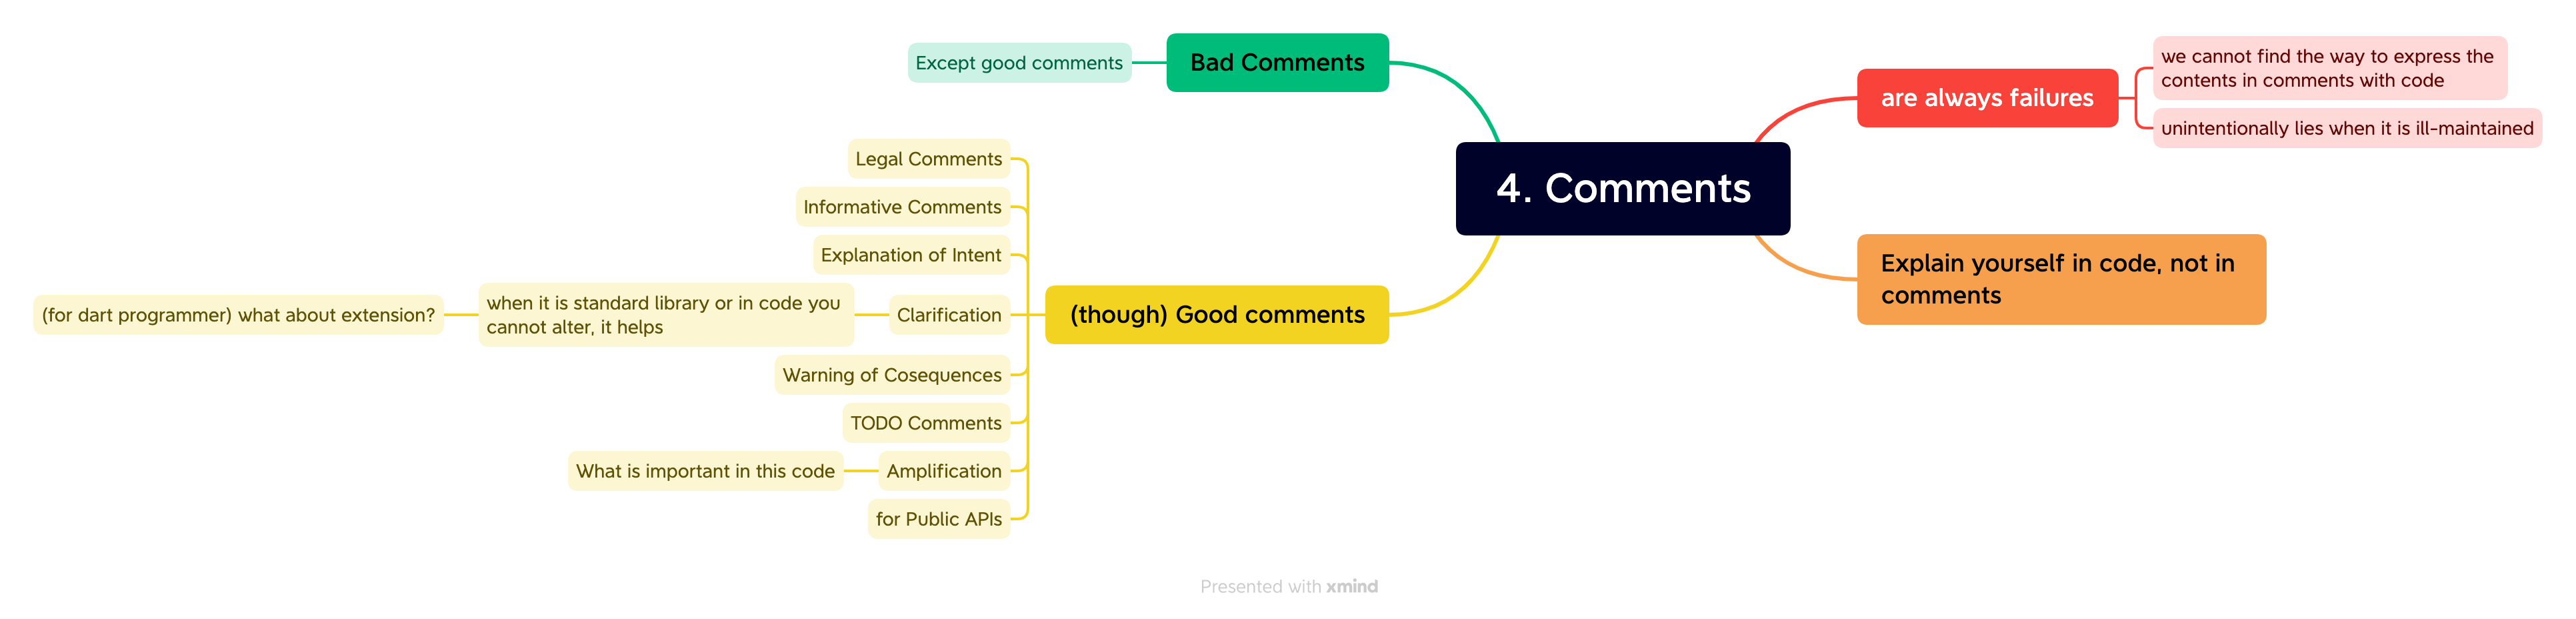 4. Comments
are always failures
we cannot find the way to express the
contents in comments with code
unintentionally lies when it is ill-maintained
Explain yourself in code, not in
comments
(though) Good comments
Legal Comments
Informative Comments
Explanation of Intent
Clarification
when it is standard library or in code you
cannot alter, it helps
(for dart programmer) what about extension?
Warning of Cosequences
TODO Comments
Amplification
What is important in this code
for Public APIs
Bad Comments
Except good comments
Presented with xmind